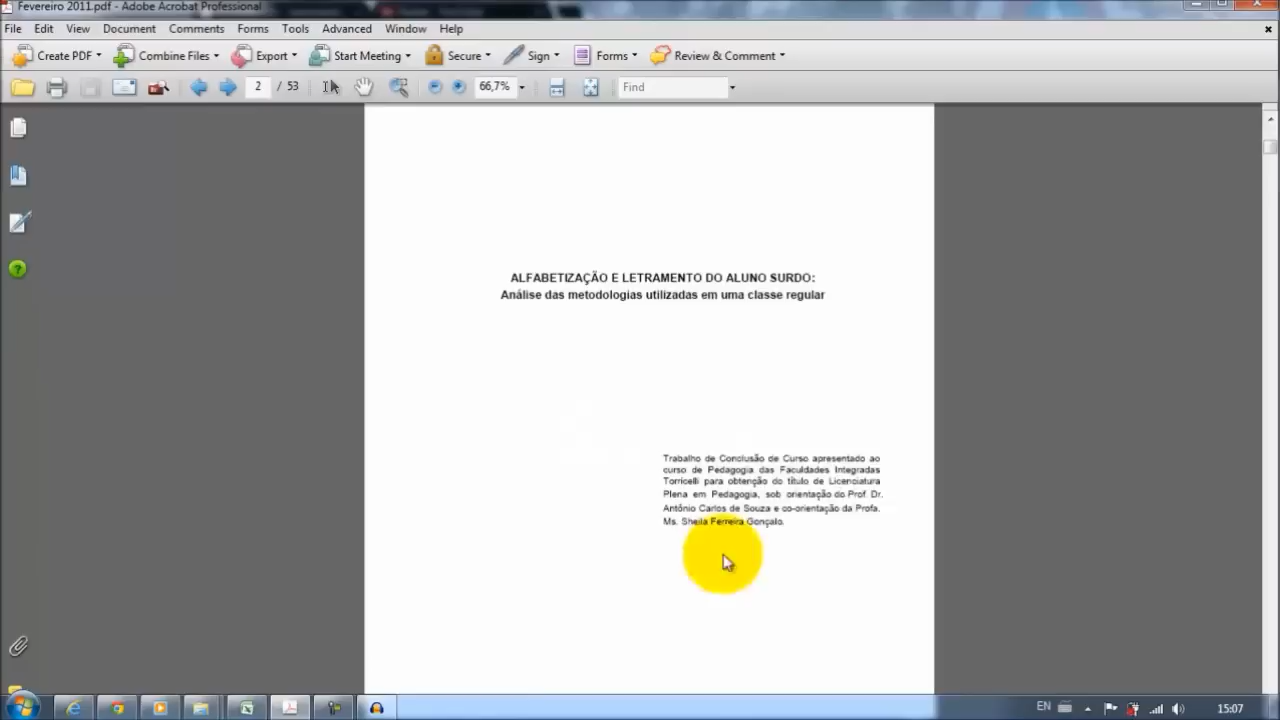 Fevereiro 2011.pdf - Adobe Acrobat Professional
File Edit View Document Comments Forms Tools Advanced Window Help
Create PDF Combine Files Export Start Meeting Secure Sign Forms Review & Comment
2 / 53 66,7% Find
ALFABETIZAÇÃO E LETRAMENTO DO ALUNO SURDO:
Análise das metodologias utilizadas em uma classe regular
Trabalho de Conclusão de Curso apresentado ao
curso de Pedagogia das Faculdades Integradas
Torricelli para obtenção do título de Licenciatura
Plena em Pedagogia, sob orientação do Prof. Dr.
Antônio Carlos de Souza e co-orientação da Profa.
Ms. Sheila Ferreira Gonçalo.
EN 15:07